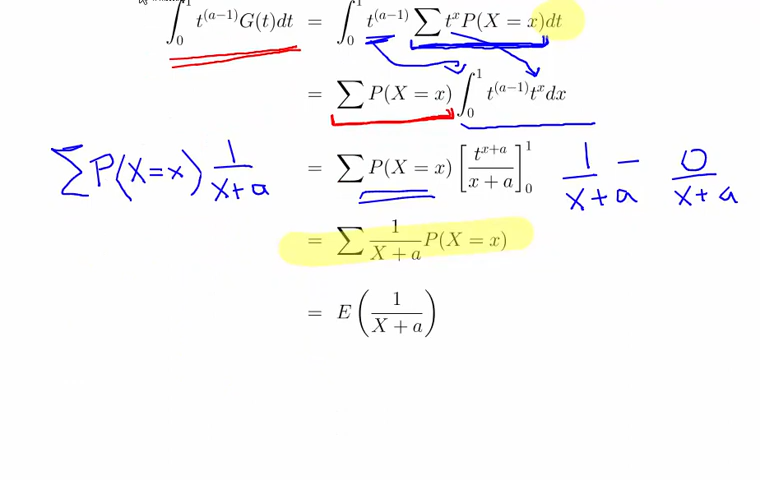 ∫₀¹ t^(a−1) G(t)dt = ∫₀¹ t^(a−1) ∑ t^x P(X = x)dt
= ∑ P(X = x) ∫₀¹ t^(a−1) t^x dx
∑P(X=x) 1/(x+a) = ∑ P(X = x) [t^(x+a)/(x + a)]₀¹ 1/(x+a) − 0/(x+a)
= ∑ 1/(X + a) P(X = x)
= E(1/(X + a))